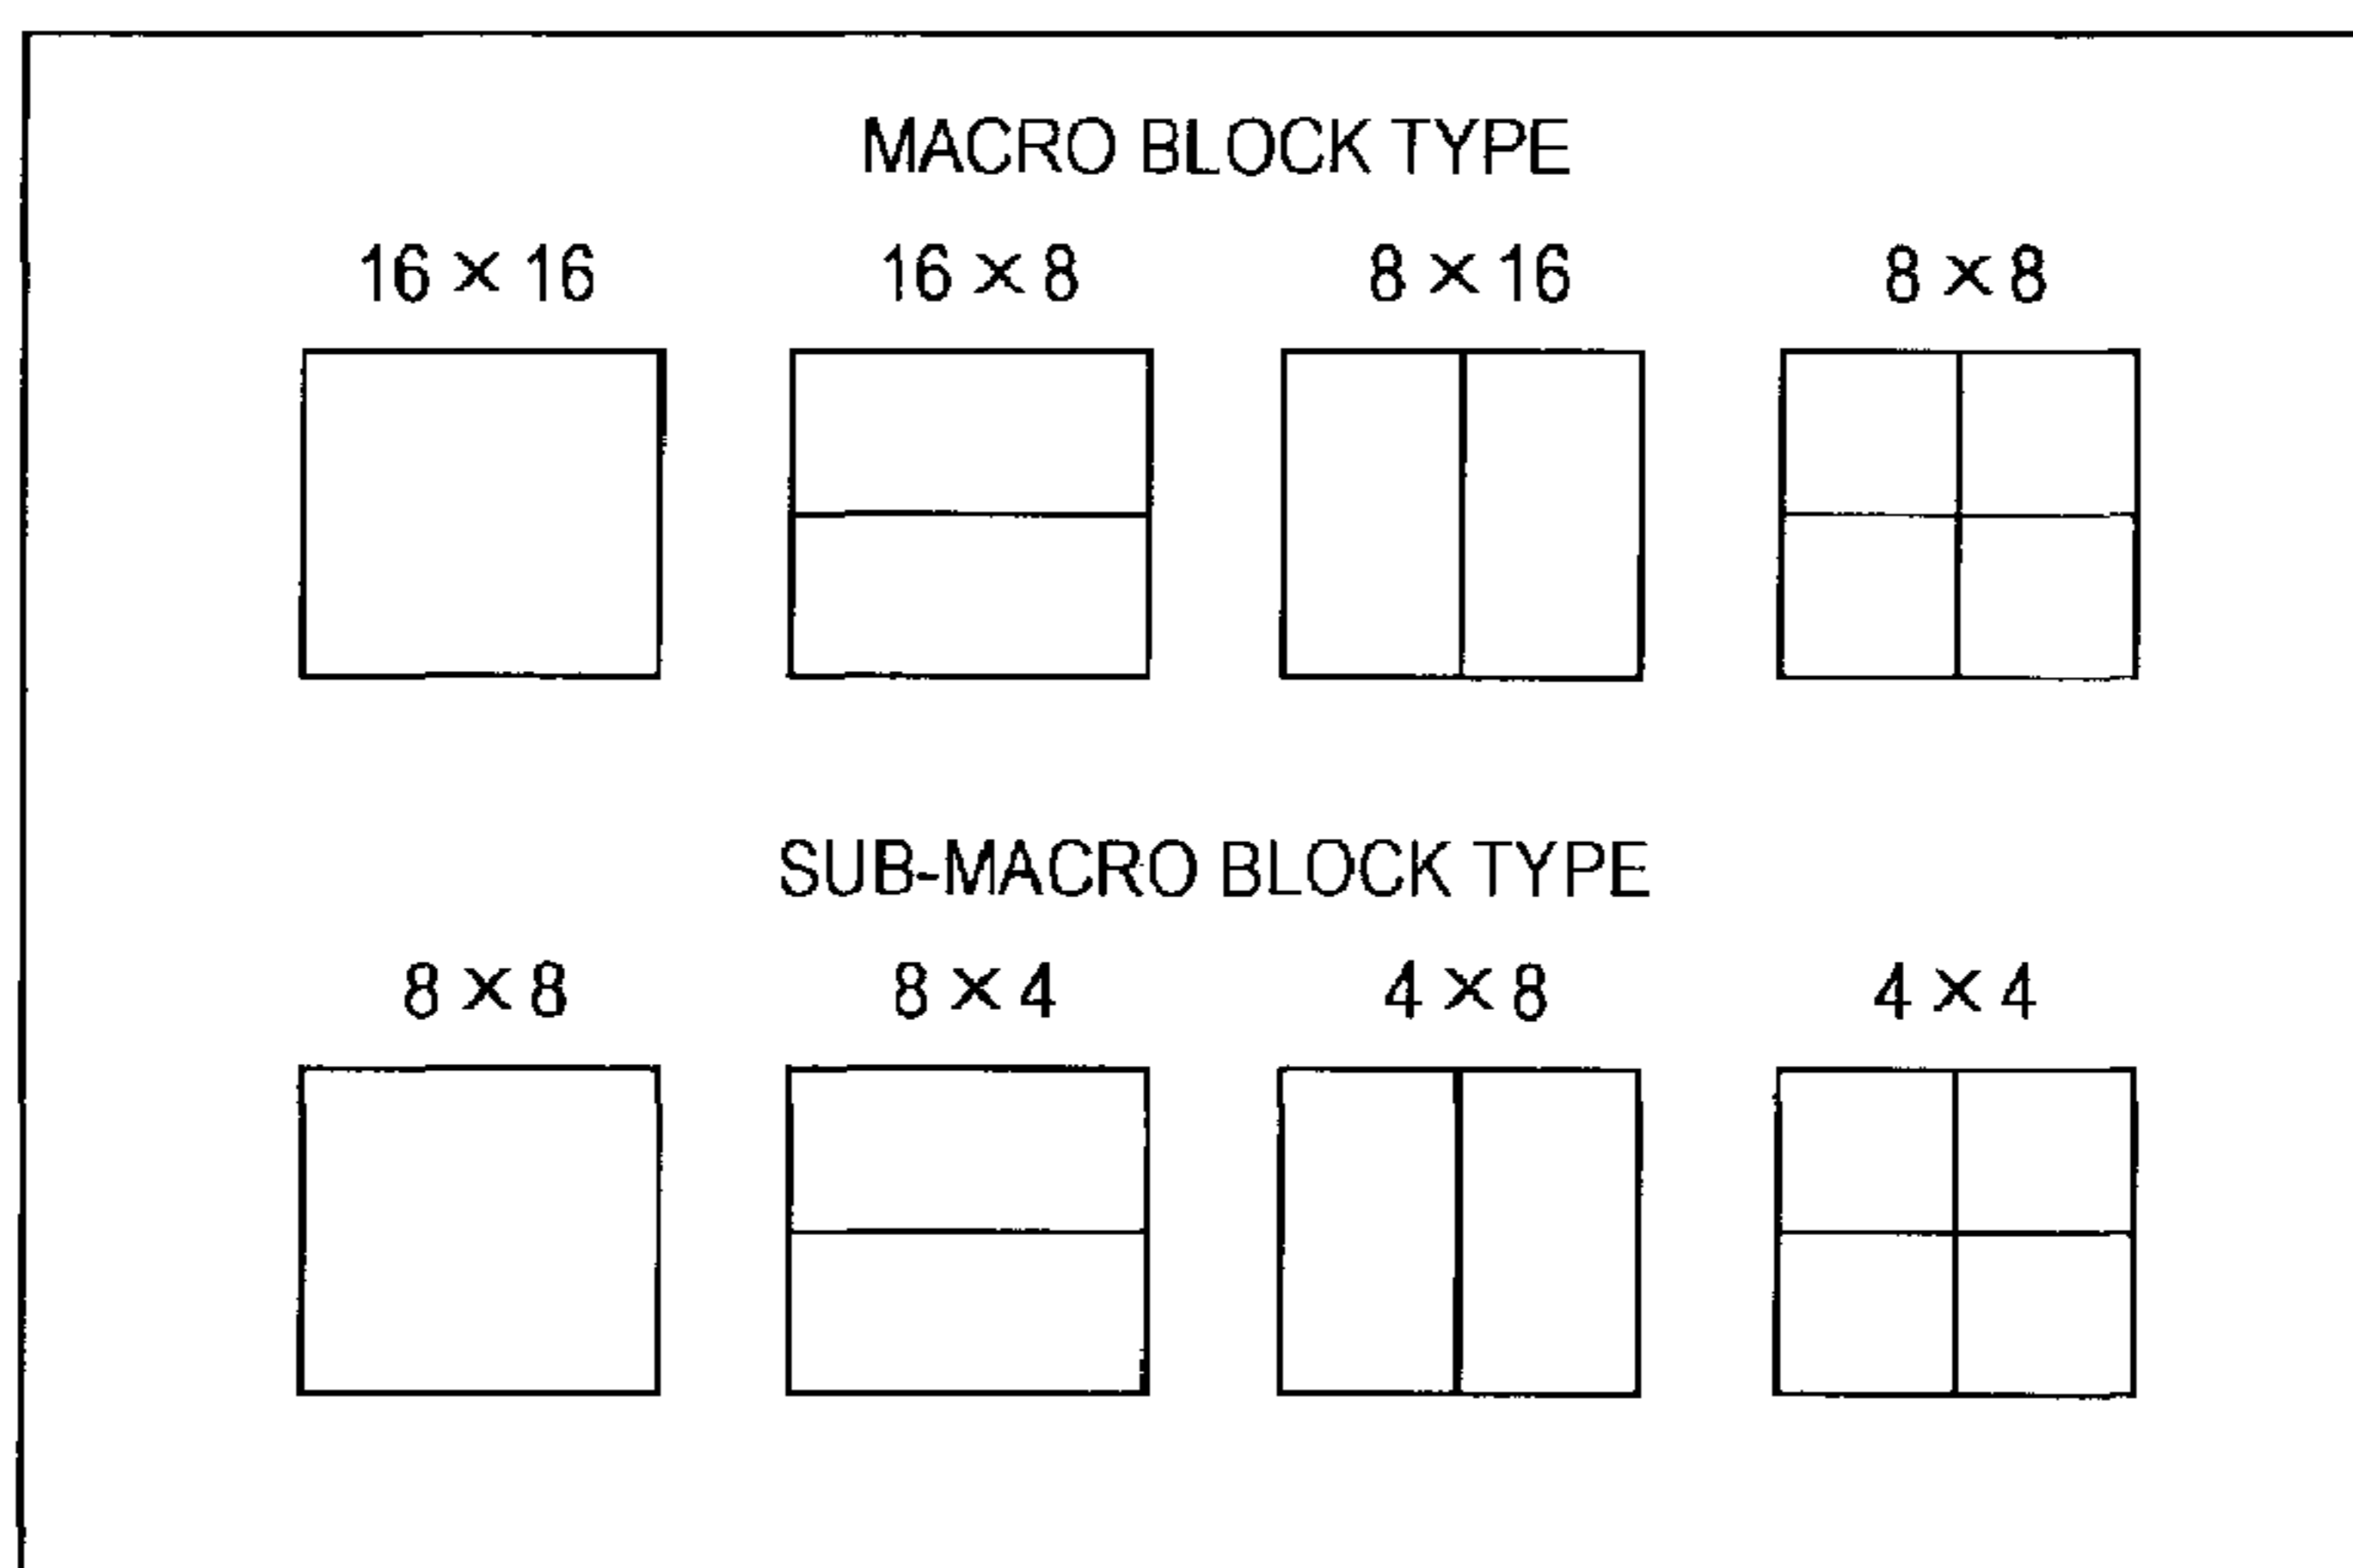 MACRO BLOCK TYPE
16 × 16 16 × 8 8 × 16 8 × 8
SUB-MACRO BLOCK TYPE
8 × 8 8 × 4 4 × 8 4 × 4